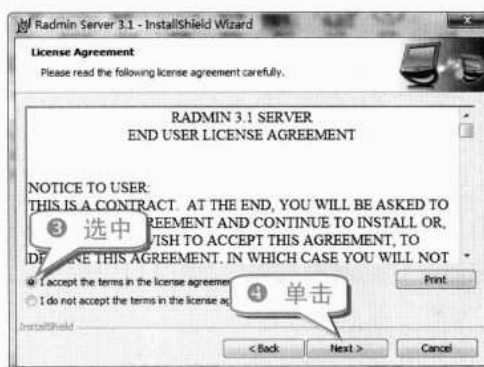 Radmin Server 3.1 - InstallShield Wizard
License Agreement
Please read the following license agreement carefully.
RADMIN 3.1 SERVER
END USER LICENSE AGREEMENT
NOTICE TO USER:
THIS IS A CONTRACT. AT THE END, YOU WILL BE ASKED TO
REEMENT AND CONTINUE TO INSTALL OR,
❸ 选中
VISH TO ACCEPT THIS AGREEMENT, TO
THIS AGREEMENT, IN WHICH CASE YOU WILL NOT
I accept the terms in the license agreemen
Print
I do not accept the terms in the license ag
❹ 单击
InstallShield
< Back Next > Cancel